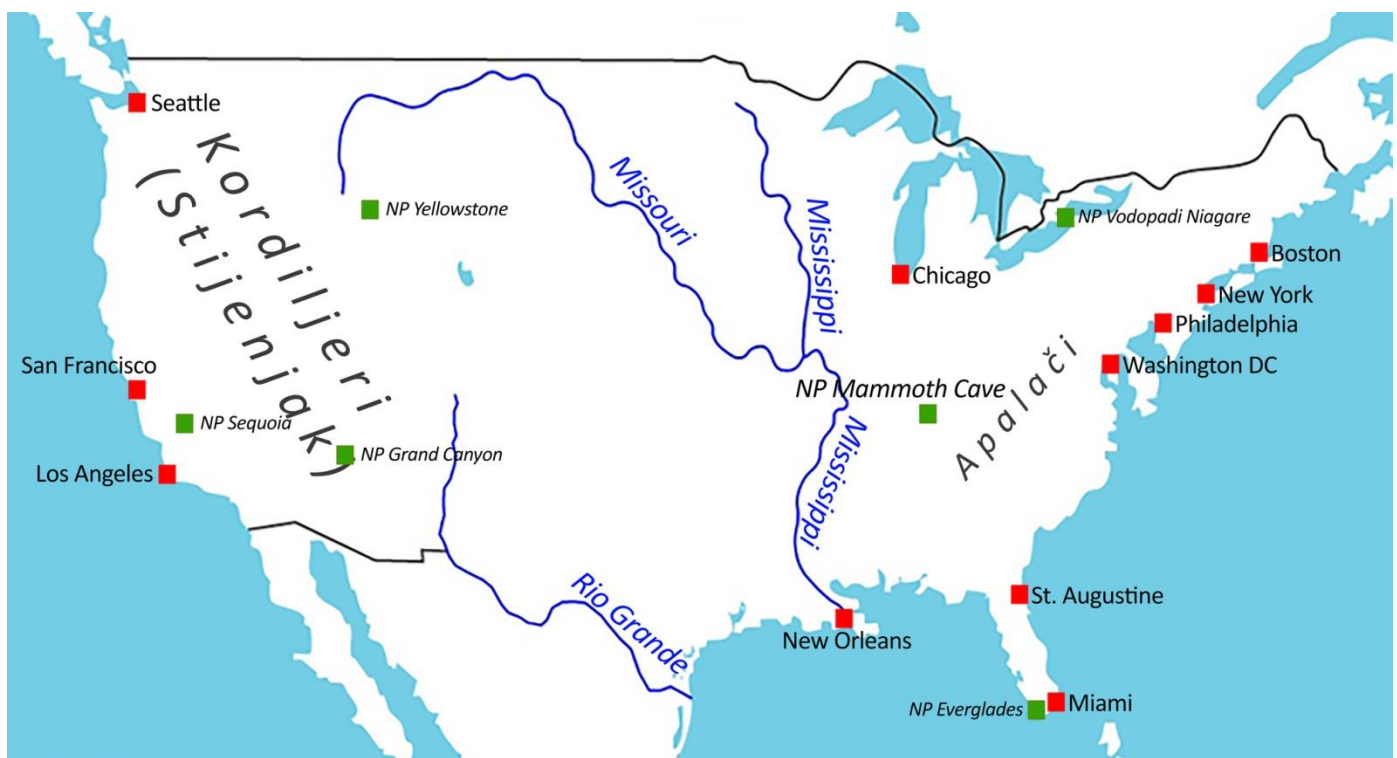 Seattle
Kordiljeri
(Stijenjak)
NP Yellowstone
Missouri
Mississippi
NP Vodopadi Niagare
Boston
Chicago
New York
Philadelphia
San Francisco
Washington DC
Apalači
NP Mammoth Cave
NP Sequoia
NP Grand Canyon
Mississippi
Los Angeles
Rio Grande
St. Augustine
New Orleans
NP Everglades
Miami